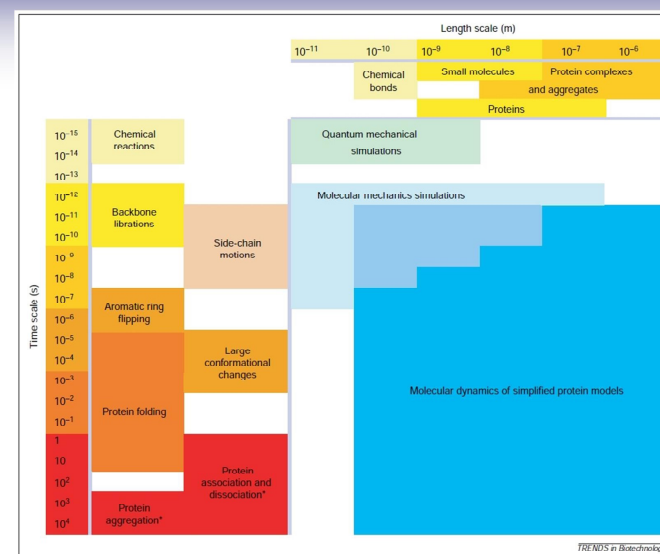 Length scale (m)
10⁻¹¹ 10⁻¹⁰ 10⁻⁹ 10⁻⁸ 10⁻⁷ 10⁻⁶
Chemical
bonds
Small molecules
Protein complexes
and aggregates
Proteins
Time scale (s)
10⁻¹⁵
10⁻¹⁴
10⁻¹³
10⁻¹²
10⁻¹¹
10⁻¹⁰
10⁻⁹
10⁻⁸
10⁻⁷
10⁻⁶
10⁻⁵
10⁻⁴
10⁻³
10⁻²
10⁻¹
1
10
10²
10³
10⁴
Chemical
reactions
Backbone
librations
Side-chain
motions
Aromatic ring
flipping
Large
conformational
changes
Protein folding
Protein
association and
dissociation*
Protein
aggregation*
Quantum mechanical
simulations
Molecular mechanics simulations
Molecular dynamics of simplified protein models
TRENDS in Biotechnology